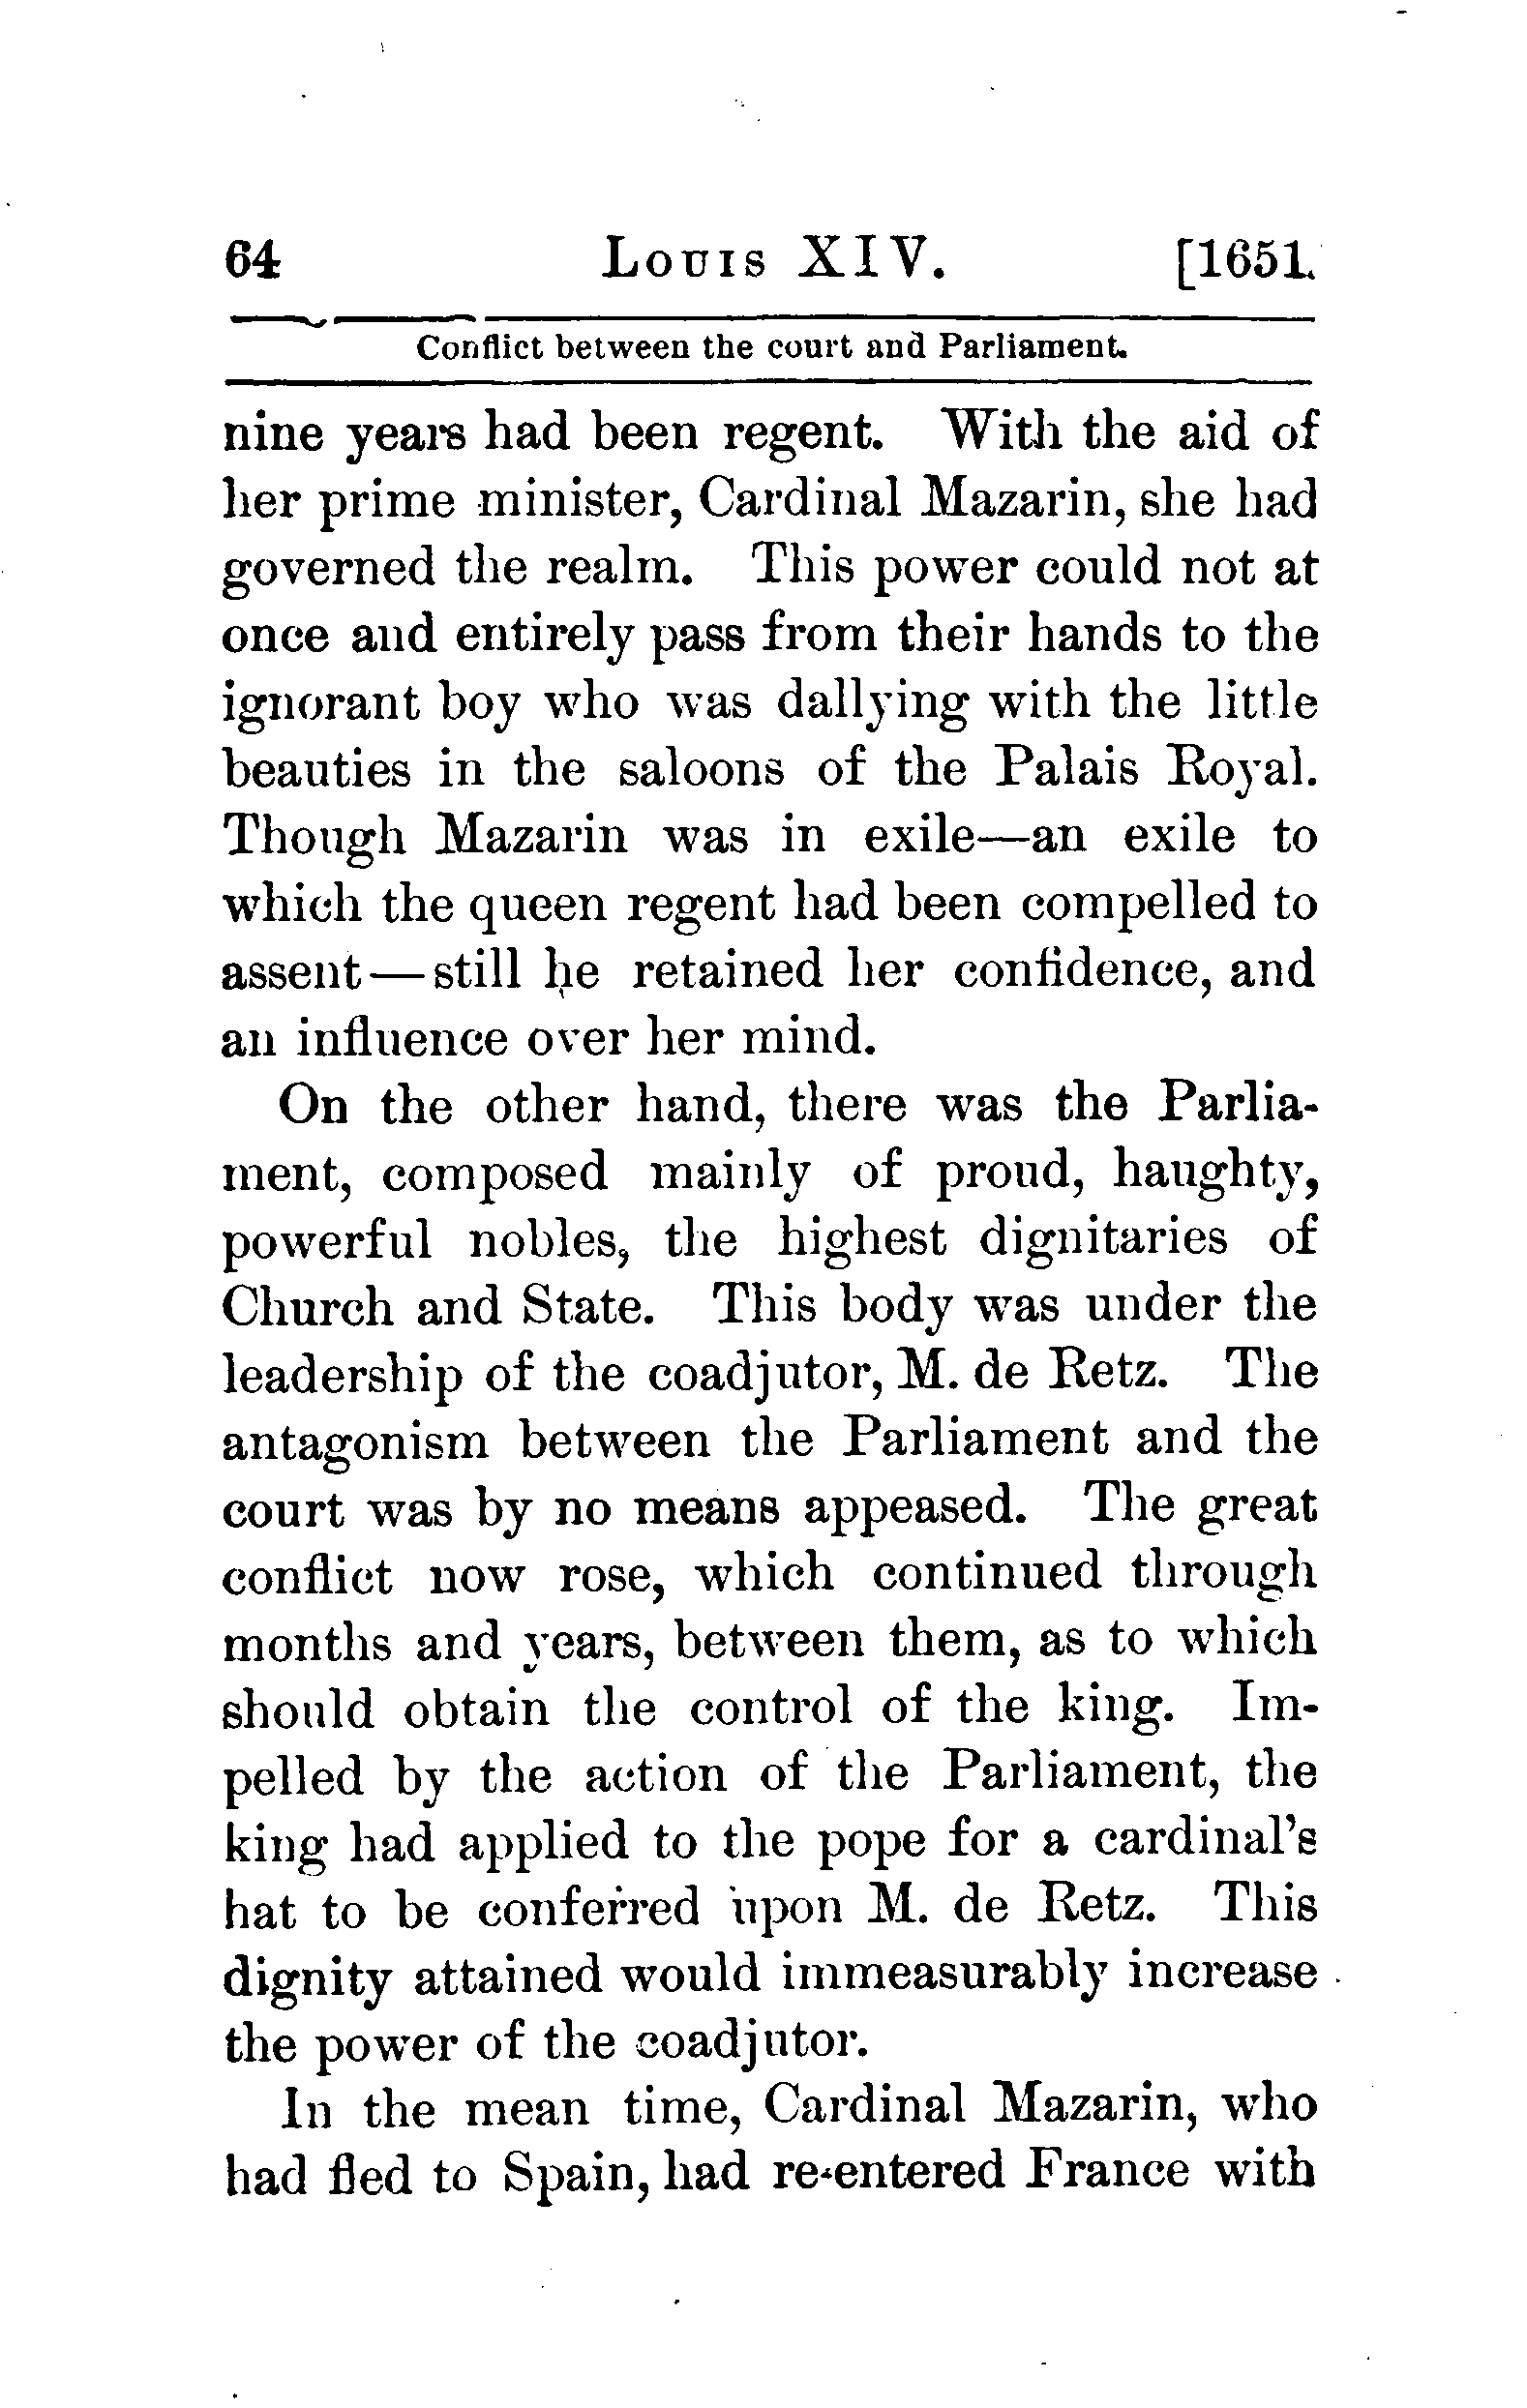 64 Louis XIV. [1651.
Conflict between the court and Parliament.
nine years had been regent. With the aid of
her prime minister, Cardinal Mazarin, she had
governed the realm. This power could not at
once and entirely pass from their hands to the
ignorant boy who was dallying with the little
beauties in the saloons of the Palais Royal.
Though Mazarin was in exile—an exile to
which the queen regent had been compelled to
assent—still he retained her confidence, and
an influence over her mind.
On the other hand, there was the Parlia-
ment, composed mainly of proud, haughty,
powerful nobles, the highest dignitaries of
Church and State. This body was under the
leadership of the coadjutor, M. de Retz. The
antagonism between the Parliament and the
court was by no means appeased. The great
conflict now rose, which continued through
months and years, between them, as to which
should obtain the control of the king. Im-
pelled by the action of the Parliament, the
king had applied to the pope for a cardinal's
hat to be conferred upon M. de Retz. This
dignity attained would immeasurably increase
the power of the coadjutor.
In the mean time, Cardinal Mazarin, who
had fled to Spain, had re-entered France with